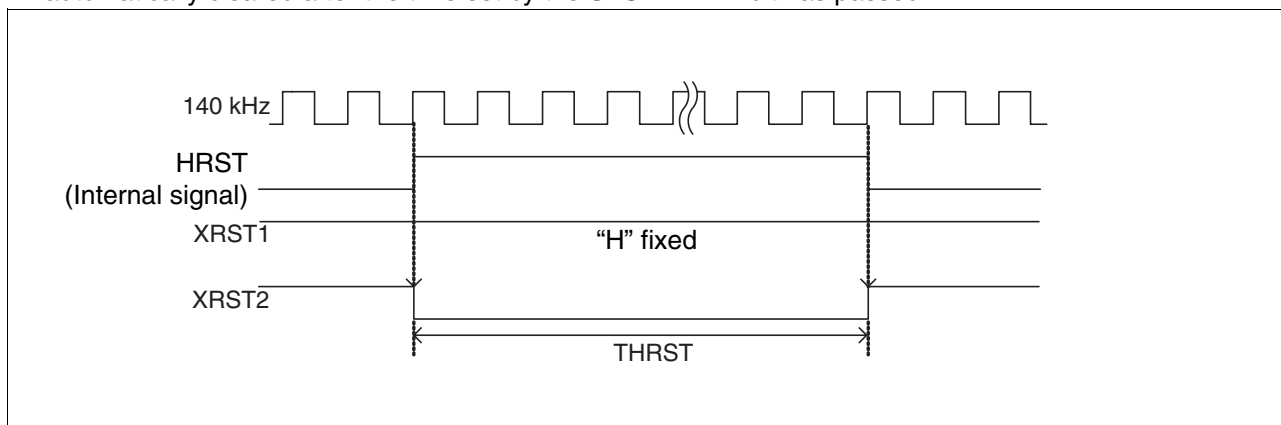 140 kHz
HRST
(Internal signal)
XRST1
“H” fixed
XRST2
THRST